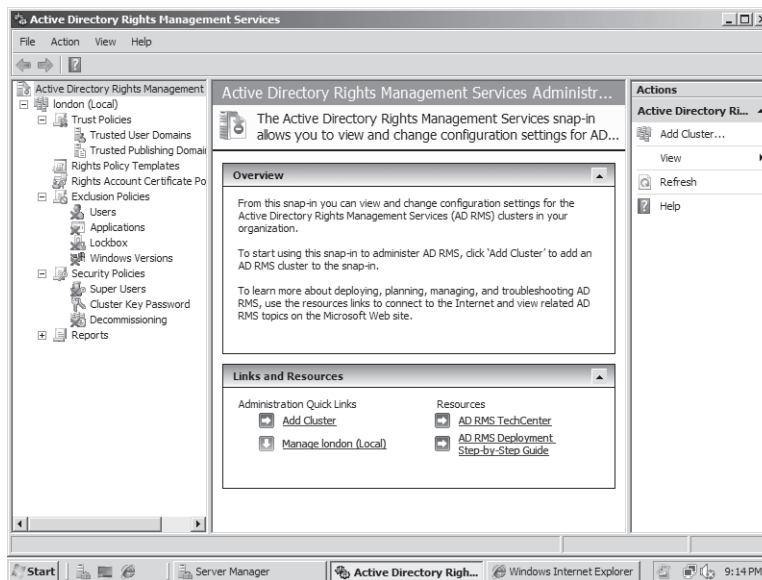 Active Directory Rights Management Services
File Action View Help
Active Directory Rights Management
london (Local)
Trust Policies
Trusted User Domains
Trusted Publishing Domai
Rights Policy Templates
Rights Account Certificate Po
Exclusion Policies
Users
Applications
Lockbox
Windows Versions
Security Policies
Super Users
Cluster Key Password
Decommissioning
Reports
Active Directory Rights Management Services Administr...
The Active Directory Rights Management Services snap-in
allows you to view and change configuration settings for AD...
Overview
From this snap-in you can view and change configuration settings for the
Active Directory Rights Management Services (AD RMS) clusters in your
organization.
To start using this snap-in to administer AD RMS, click 'Add Cluster' to add an
AD RMS cluster to the snap-in.
To learn more about deploying, planning, managing, and troubleshooting AD
RMS, use the resources links to connect to the Internet and view related AD
RMS topics on the Microsoft Web site.
Links and Resources
Administration Quick Links
Add Cluster
Manage london (Local)
Resources
AD RMS TechCenter
AD RMS Deployment
Step-by-Step Guide
Actions
Active Directory Ri...
Add Cluster...
View
Refresh
Help
Start
Server Manager
Active Directory Righ...
Windows Internet Explorer
9:14 PM